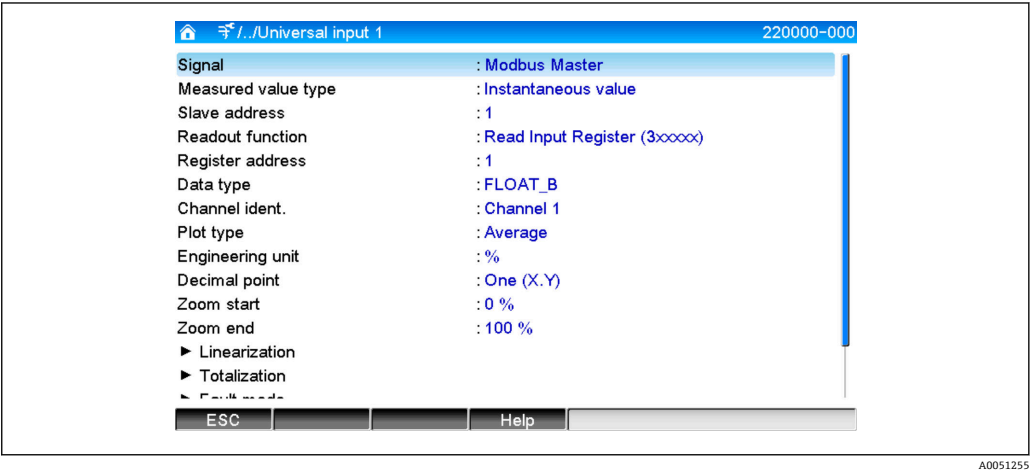 /../Universal input 1 220000-000
Signal : Modbus Master
Measured value type : Instantaneous value
Slave address : 1
Readout function : Read Input Register (3xxxxx)
Register address : 1
Data type : FLOAT_B
Channel ident. : Channel 1
Plot type : Average
Engineering unit : %
Decimal point : One (X.Y)
Zoom start : 0 %
Zoom end : 100 %
► Linearization
► Totalization
► Fault mode
ESC Help
A0051255